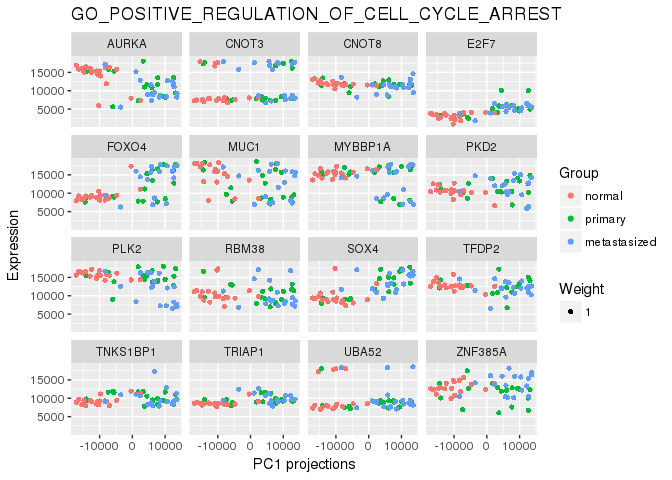 GO_POSITIVE_REGULATION_OF_CELL_CYCLE_ARREST
AURKA CNOT3 CNOT8 E2F7
15000
10000
5000
FOXO4 MUC1 MYBBP1A PKD2
15000
10000
5000
PLK2 RBM38 SOX4 TFDP2
15000
10000
5000
TNKS1BP1 TRIAP1 UBA52 ZNF385A
15000
10000
5000
-10000 0 10000 -10000 0 10000 -10000 0 10000 -10000 0 10000
PC1 projections
Expression
Group
normal
primary
metastasized
Weight
1